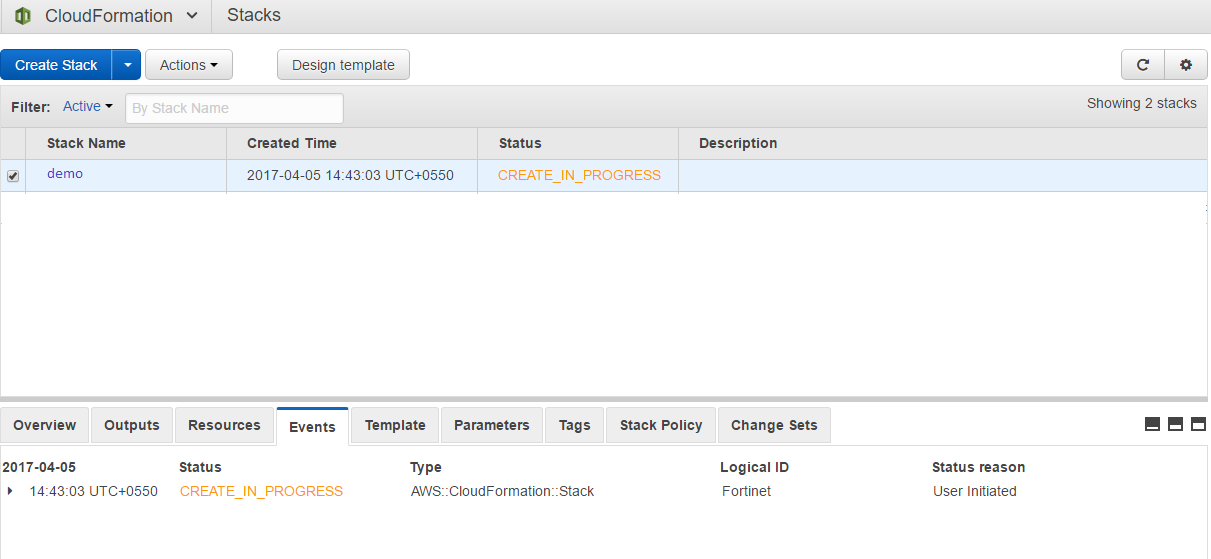 CloudFormation Stacks
Create Stack Actions Design template
Filter: Active By Stack Name Showing 2 stacks
Stack Name Created Time Status Description
demo 2017-04-05 14:43:03 UTC+0550 CREATE_IN_PROGRESS
Overview Outputs Resources Events Template Parameters Tags Stack Policy Change Sets
2017-04-05 Status Type Logical ID Status reason
14:43:03 UTC+0550 CREATE_IN_PROGRESS AWS::CloudFormation::Stack Fortinet User Initiated